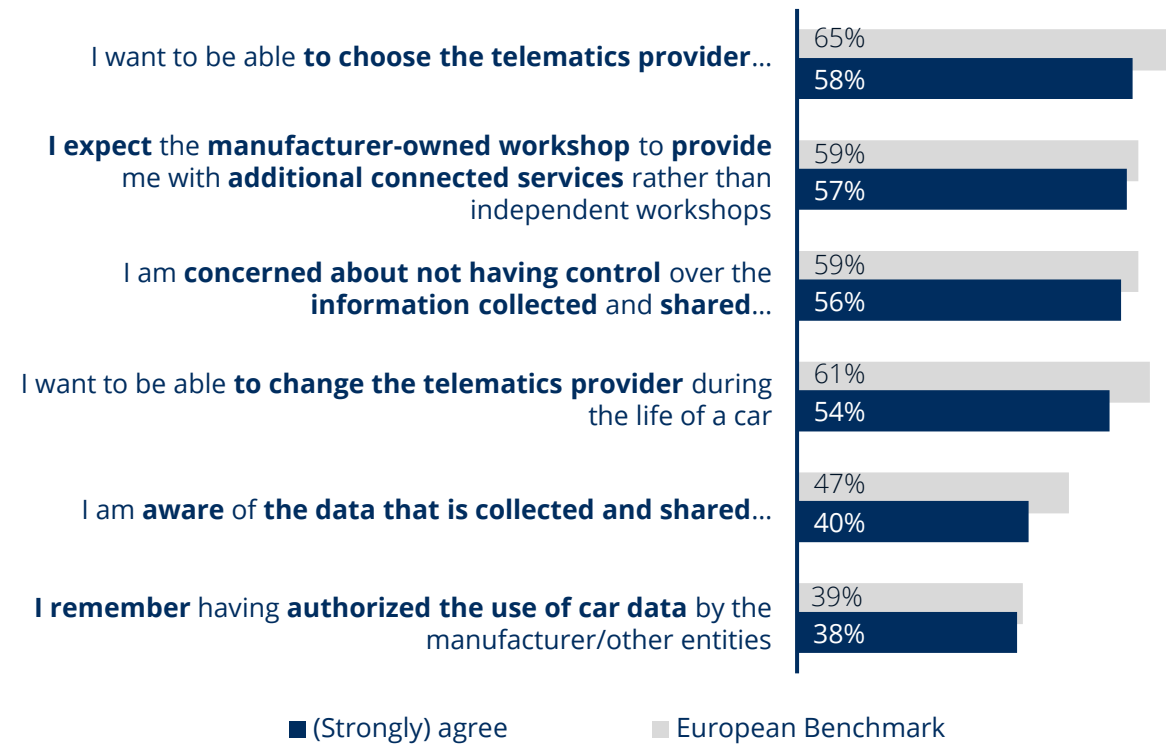 I want to be able to choose the telematics provider...
65%
58%
I expect the manufacturer-owned workshop to provide
me with additional connected services rather than
independent workshops
59%
57%
I am concerned about not having control over the
information collected and shared...
59%
56%
I want to be able to change the telematics provider during
the life of a car
61%
54%
I am aware of the data that is collected and shared...
47%
40%
I remember having authorized the use of car data by the
manufacturer/other entities
39%
38%
(Strongly) agree
European Benchmark